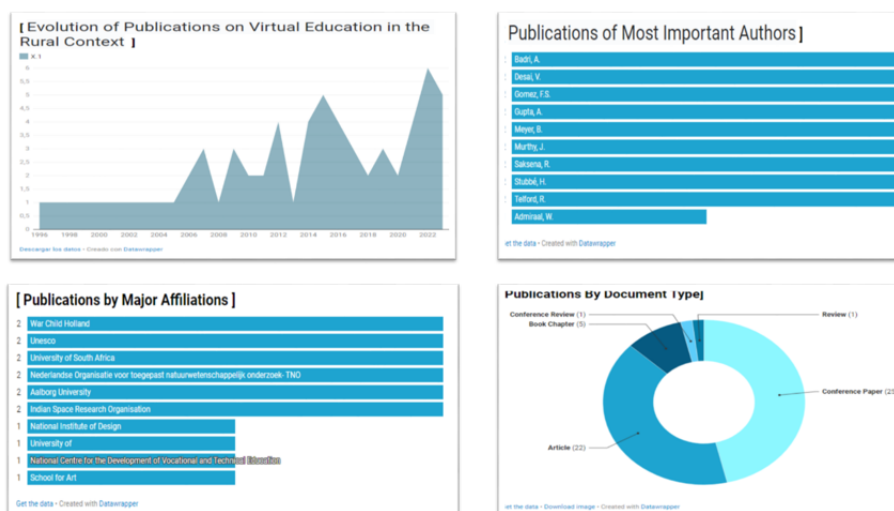 [ Evolution of Publications on Virtual Education in the
Rural Context ]
X.1
6
5,5
5
4,5
4
3,5
3
2,5
2
1,5
1
0,5
0
1996 1998 2000 2002 2004 2006 2008 2010 2012 2014 2016 2018 2020 2022
Descargar los datos • Creado con Datawrapper
Publications of Most Important Authors ]
Badri, A.
Desai, V.
Gomez, F.S.
Gupta, A.
Meyer, B.
Murthy, J.
Saksena, R.
Stubbé, H.
Telford, R.
Admiraal, W.
et the data • Created with Datawrapper
[ Publications by Major Affiliations ]
2 War Child Holland
2 Unesco
2 University of South Africa
2 Nederlandse Organisatie voor toegepast natuurwetenschappelijk onderzoek- TNO
2 Aalborg University
2 Indian Space Research Organisation
1 National Institute of Design
1 University of
1 National Centre for the Development of Vocational and Technical Education
1 School for Art
Get the data • Created with Datawrapper
Publications By Document Type]
Conference Review (1)
Review (1)
Book Chapter (5)
Conference Paper (25
Article (22)
et the data • Download image • Created with Datawrapper